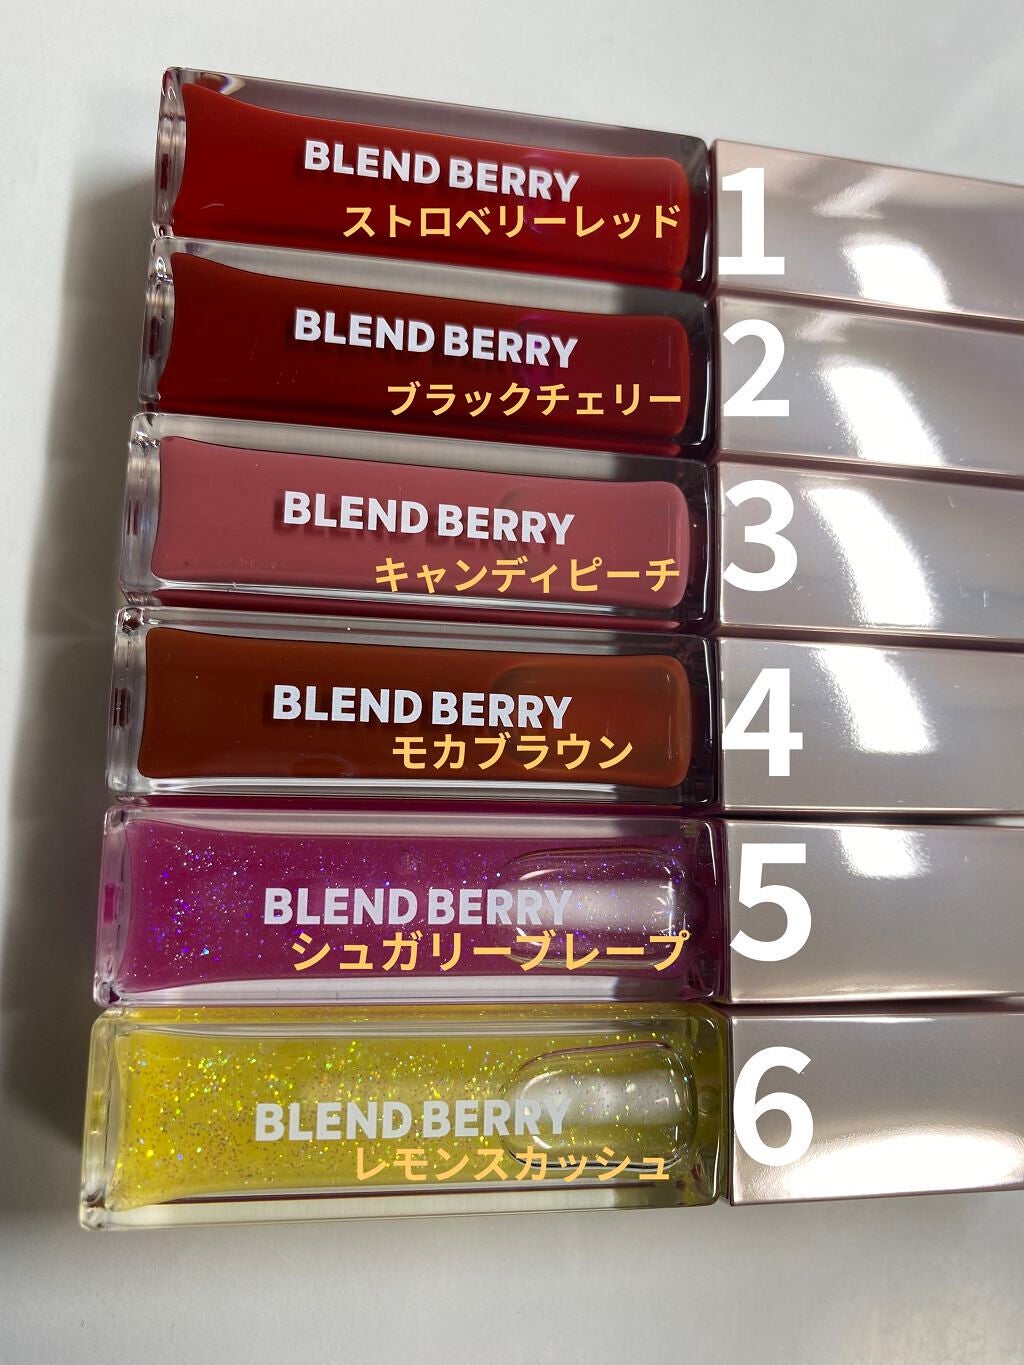 BLEND BERRY
ストロベリーレッド
1
BLEND BERRY
ブラックチェリー
2
BLEND BERRY
キャンディピーチ
3
BLEND BERRY
モカブラウン
4
BLEND BERRY
シュガリーブレープ
5
BLEND BERRY
レモンスカッシュ
6